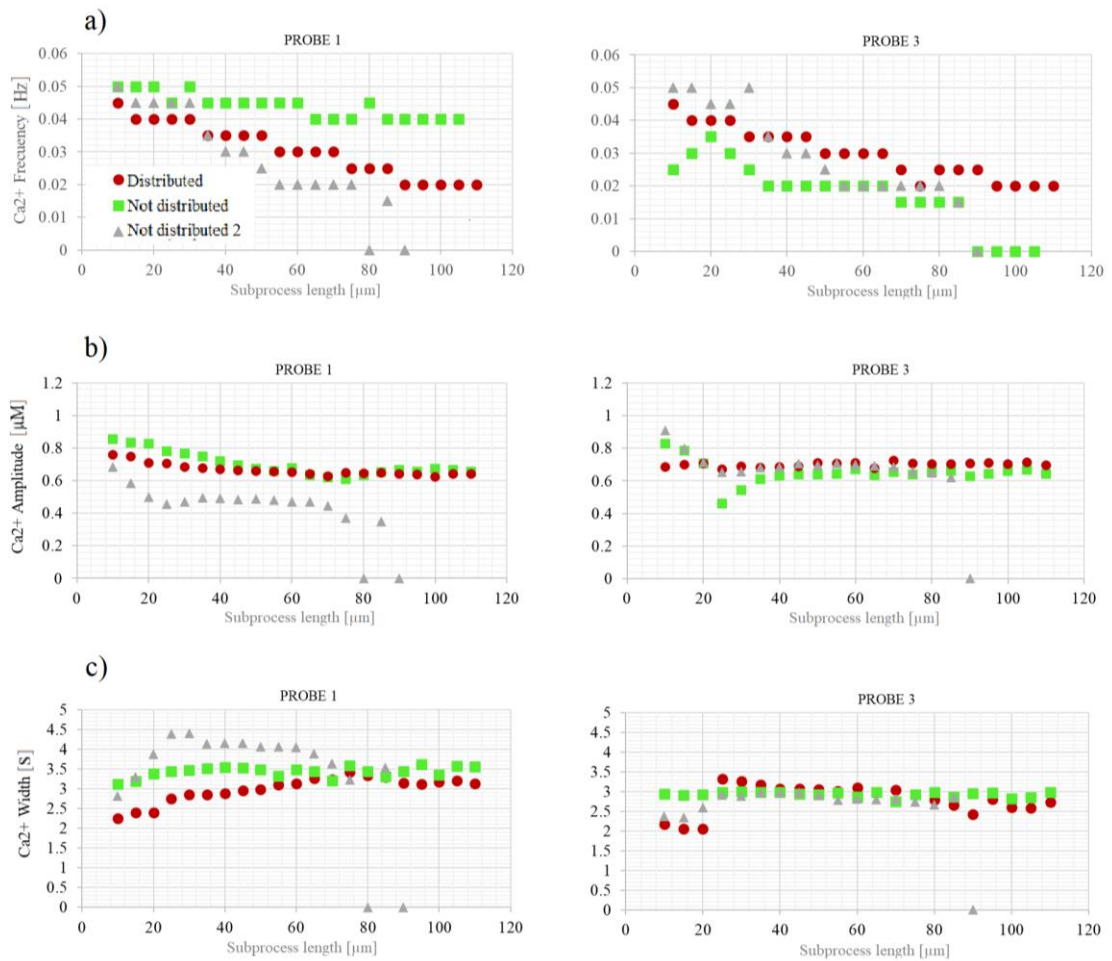 a)
PROBE 1
PROBE 3
Ca2+ Frecuency [Hz]
0.06
0.05
0.04
0.03
0.02
0.01
0
Distributed
Not distributed
Not distributed 2
0 20 40 60 80 100 120
Subprocess length [µm]
0.06
0.05
0.04
0.03
0.02
0.01
0
0 20 40 60 80 100 120
Subprocess length [µm]
b)
PROBE 1
PROBE 3
Ca2+ Amplitude [µM]
1.2
1
0.8
0.6
0.4
0.2
0
0 20 40 60 80 100 120
Subprocess length [µm]
1.2
1
0.8
0.6
0.4
0.2
0
0 20 40 60 80 100 120
Subprocess length [µm]
c)
PROBE 1
PROBE 3
Ca2+ Width [S]
5
4.5
4
3.5
3
2.5
2
1.5
1
0.5
0
0 20 40 60 80 100 120
Subprocess length [µm]
5
4.5
4
3.5
3
2.5
2
1.5
1
0.5
0
0 20 40 60 80 100 120
Subprocess length [µm]